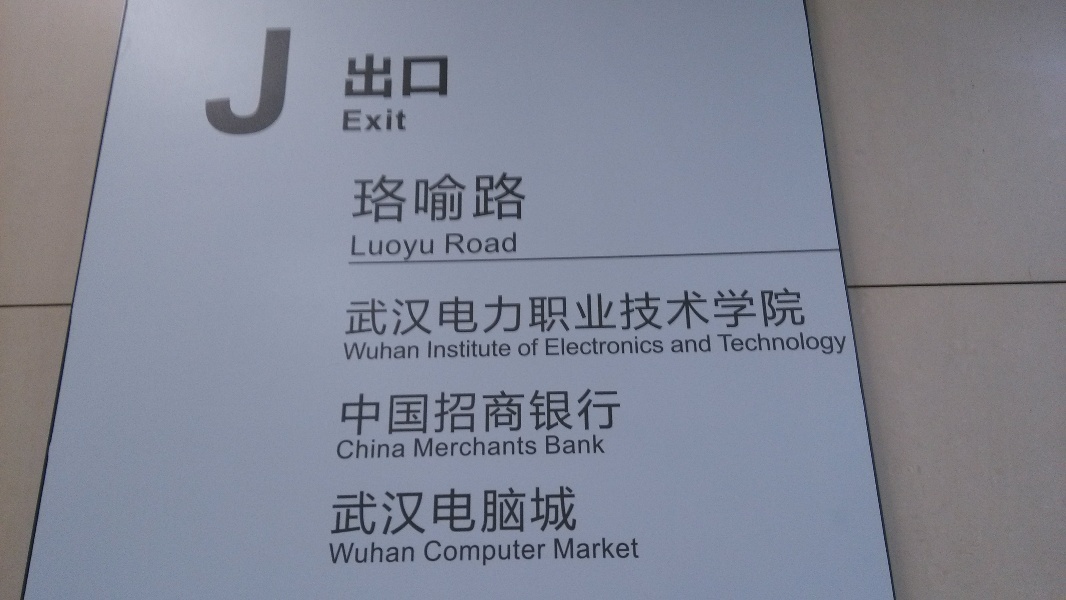 J
出口
Exit
珞喻路
Luoyu Road
武汉电力职业技术学院
Wuhan Institute of Electronics and Technology
中国招商银行
China Merchants Bank
武汉电脑城
Wuhan Computer Market